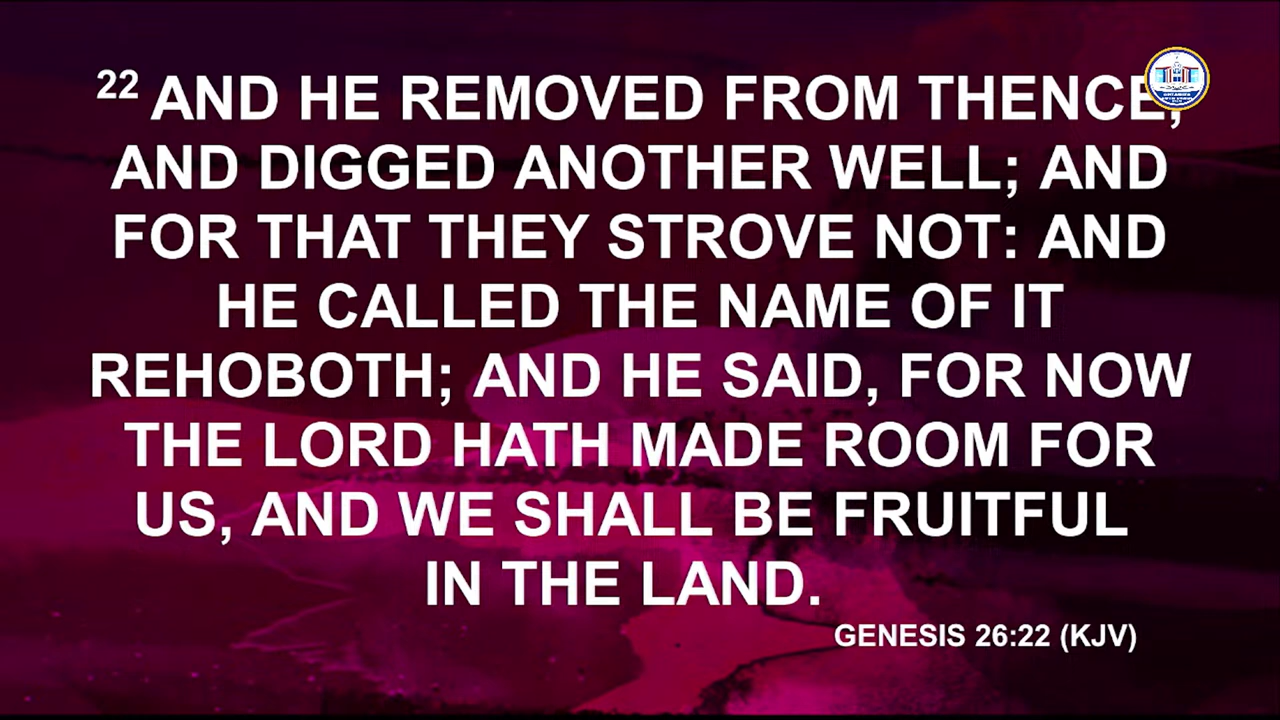 22 AND HE REMOVED FROM THENCE,
AND DIGGED ANOTHER WELL; AND
FOR THAT THEY STROVE NOT: AND
HE CALLED THE NAME OF IT
REHOBOTH; AND HE SAID, FOR NOW
THE LORD HATH MADE ROOM FOR
US, AND WE SHALL BE FRUITFUL
IN THE LAND.
GENESIS 26:22 (KJV)